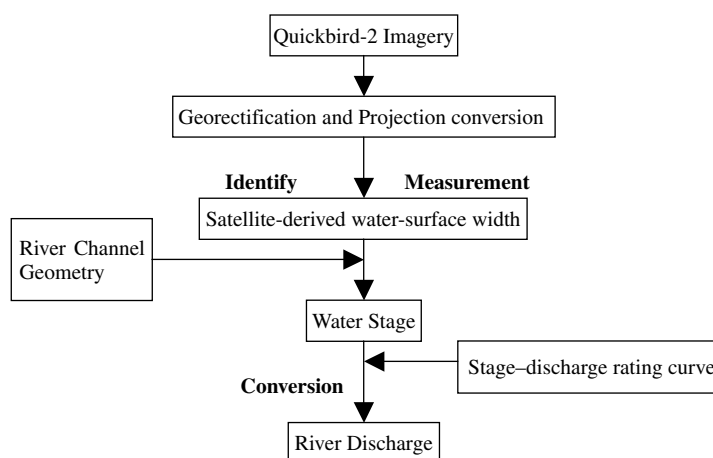 Quickbird-2 Imagery
Georectification and Projection conversion
Identify Measurement
Satellite-derived water-surface width
River Channel
Geometry
Water Stage
Stage–discharge rating curve
Conversion
River Discharge